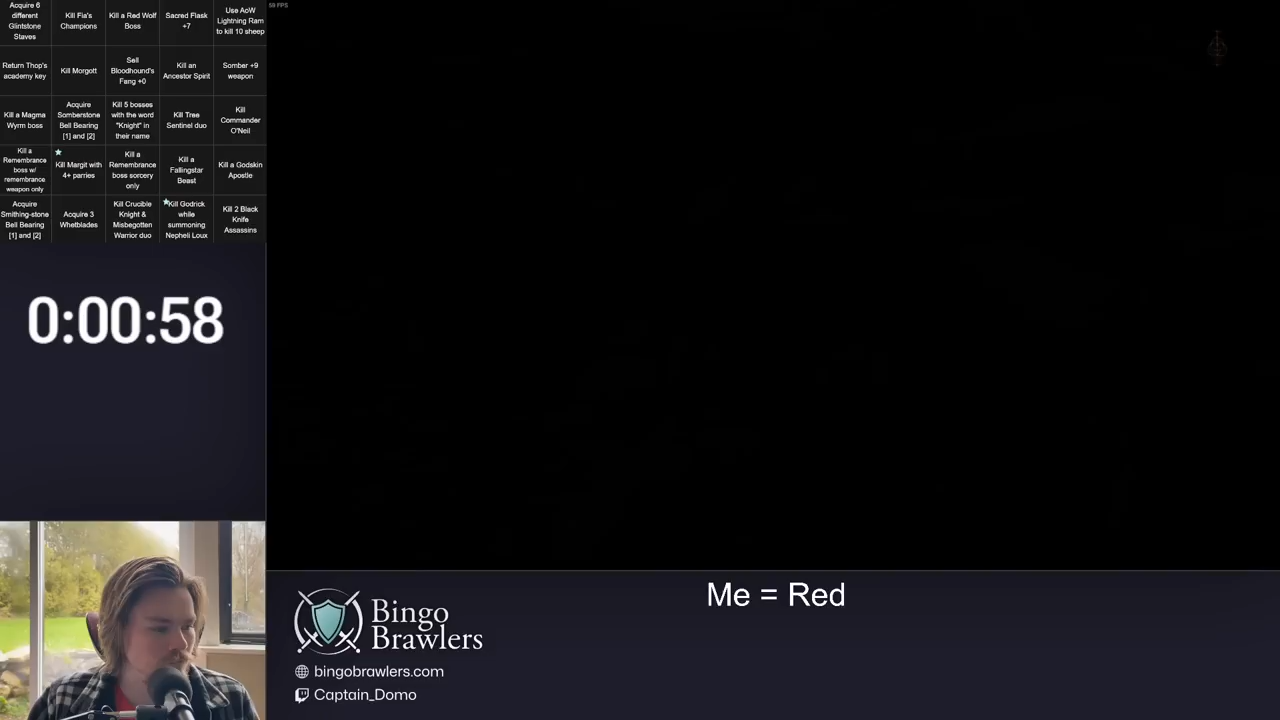 59 FPS
Acquire 6
different
Glintstone
Staves
Kill Fia's
Champions
Kill a Red Wolf
Boss
Sacred Flask
+7
Use AoW
Lightning Ram
to kill 10 sheep
Return Thop's
academy key
Kill Morgott
Sell
Bloodhound's
Fang +0
Kill an
Ancestor Spirit
Somber +9
weapon
Kill a Magma
Wyrm boss
Acquire
Somberstone
Bell Bearing
[1] and [2]
Kill 5 bosses
with the word
"Knight" in
their name
Kill Tree
Sentinel duo
Kill
Commander
O'Neil
Kill a
Remembrance
boss w/
remembrance
weapon only
Kill Margit with
4+ parries
Kill a
Remembrance
boss sorcery
only
Kill a
Fallingstar
Beast
Kill a Godskin
Apostle
Acquire
Smithing-stone
Bell Bearing
[1] and [2]
Acquire 3
Whetblades
Kill Crucible
Knight &
Misbegotten
Warrior duo
Kill Godrick
while
summoning
Nepheli Loux
Kill 2 Black
Knife
Assassins
0:00:58
Me = Red
Bingo
Brawlers
bingobrawlers.com
Captain_Domo